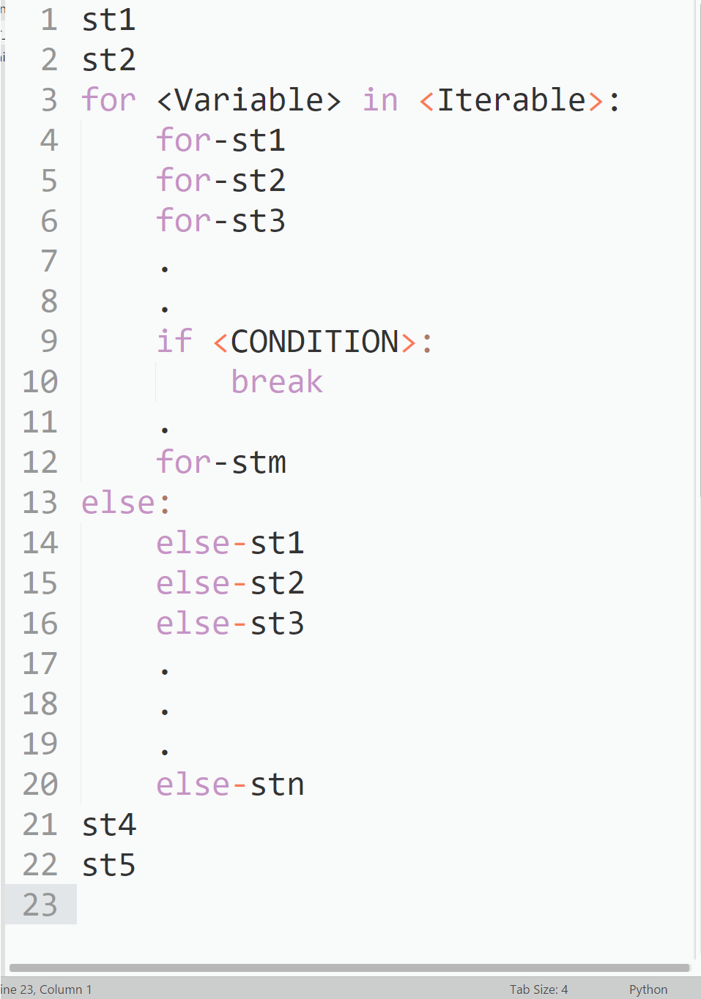 1 st1
2 st2
3 for <Variable> in <Iterable>:
4 for-st1
5 for-st2
6 for-st3
7 .
8 .
9 if <CONDITION>:
10 break
11 .
12 for-stm
13 else:
14 else-st1
15 else-st2
16 else-st3
17 .
18 .
19 .
20 else-stn
21 st4
22 st5
23
ine 23, Column 1 Tab Size: 4 Python